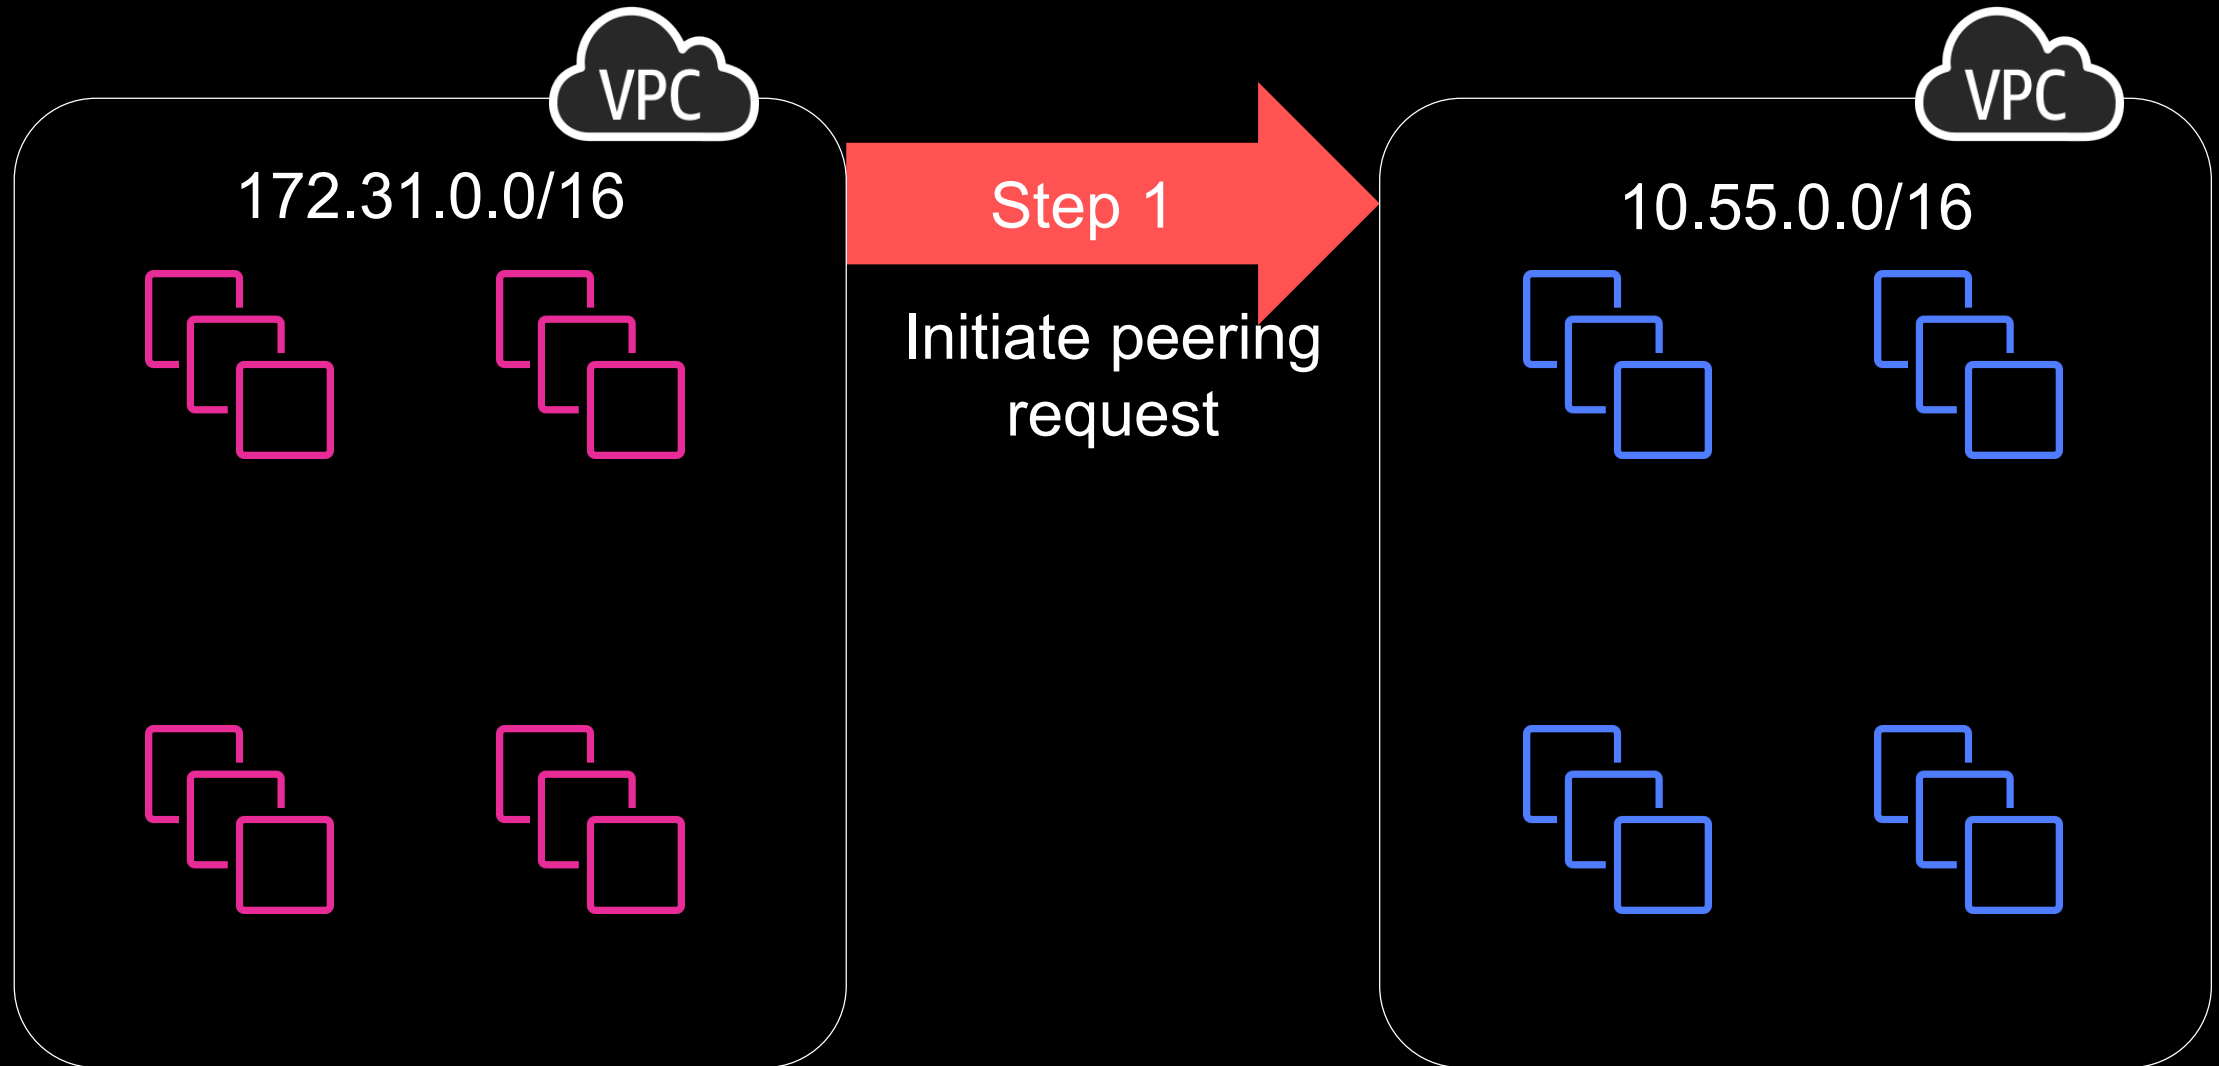 VPC
172.31.0.0/16
Step 1
Initiate peering
request
VPC
10.55.0.0/16